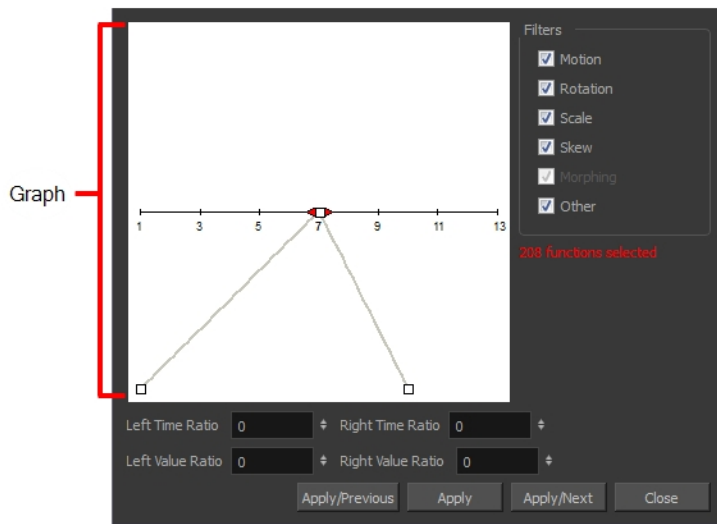 Graph
Filters
Motion
Rotation
Scale
Skew
Morphing
Other
208 functions selected
1 3 5 7 9 11 13
Left Time Ratio 0 Right Time Ratio 0
Left Value Ratio 0 Right Value Ratio 0
Apply/Previous Apply Apply/Next Close